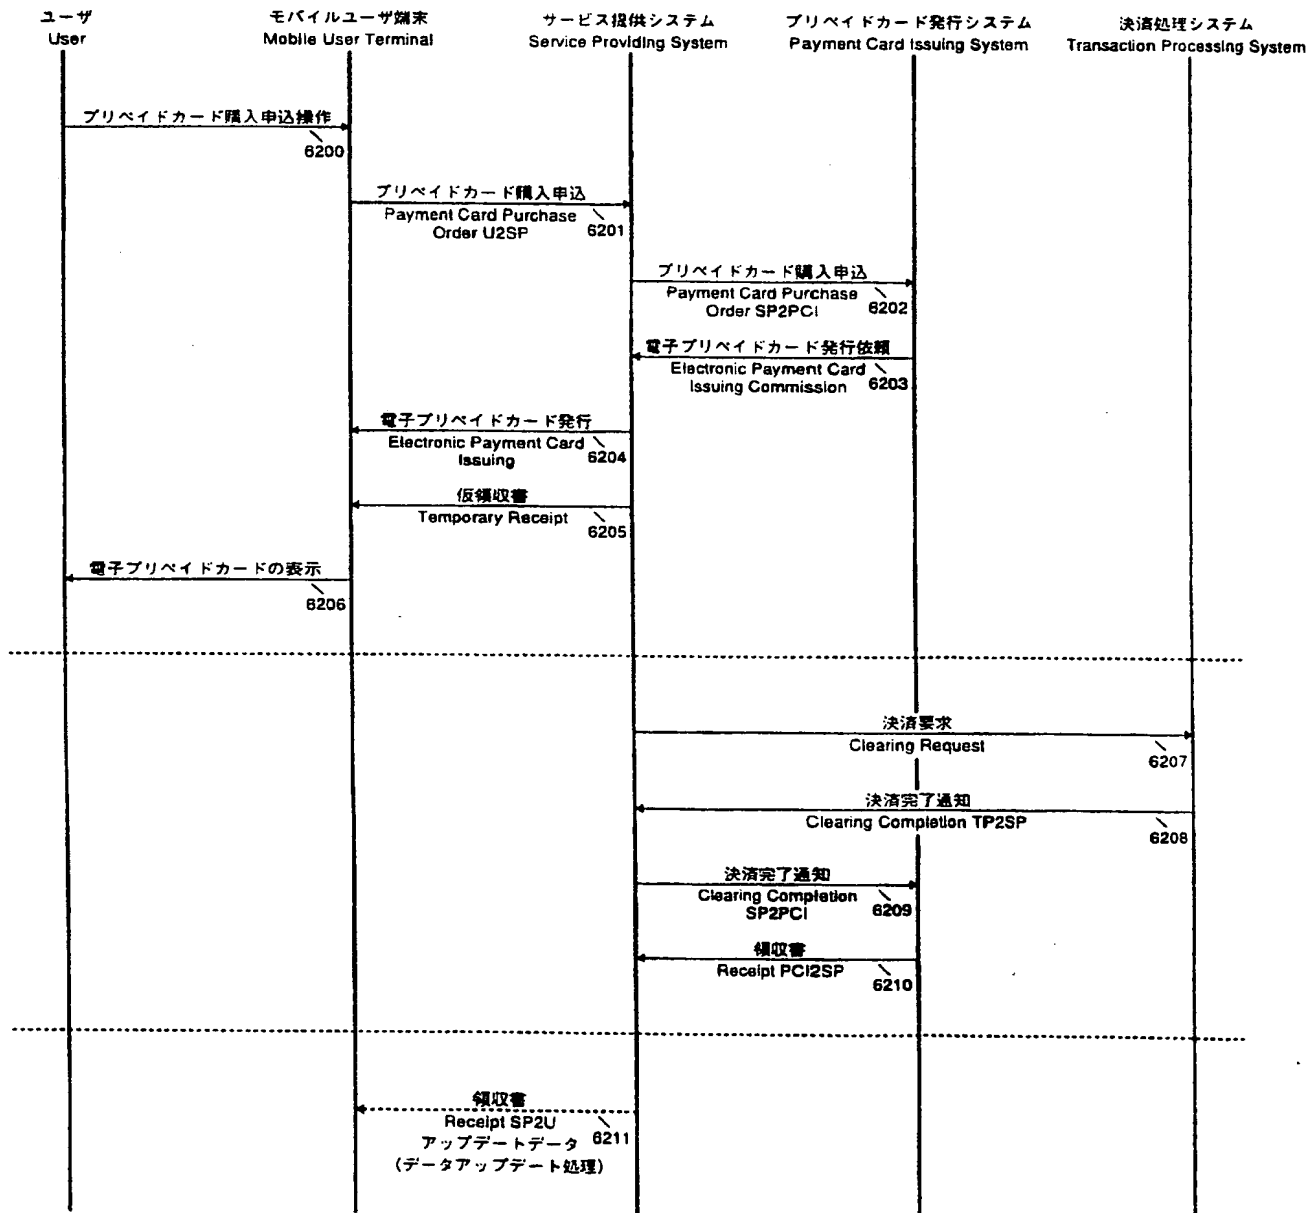 ユーザ
User
モバイルユーザ端末
Mobile User Terminal
サービス提供システム
Service Providing System
プリペイドカード発行システム
Payment Card Issuing System
決済処理システム
Transaction Processing System
プリペイドカード購入申込操作
6200
プリペイドカード購入申込
Payment Card Purchase
Order U2SP
6201
プリペイドカード購入申込
Payment Card Purchase
Order SP2PCI
6202
電子プリペイドカード発行依頼
Electronic Payment Card
Issuing Commission
6203
電子プリペイドカード発行
Electronic Payment Card
Issuing
6204
仮領収書
Temporary Receipt
6205
電子プリペイドカードの表示
6206
決済要求
Clearing Request
6207
決済完了通知
Clearing Completion TP2SP
6208
決済完了通知
Clearing Completion
SP2PCI
6209
領収書
Receipt PCI2SP
6210
領収書
Receipt SP2U
6211
アップデートデータ
(データアップデート処理)